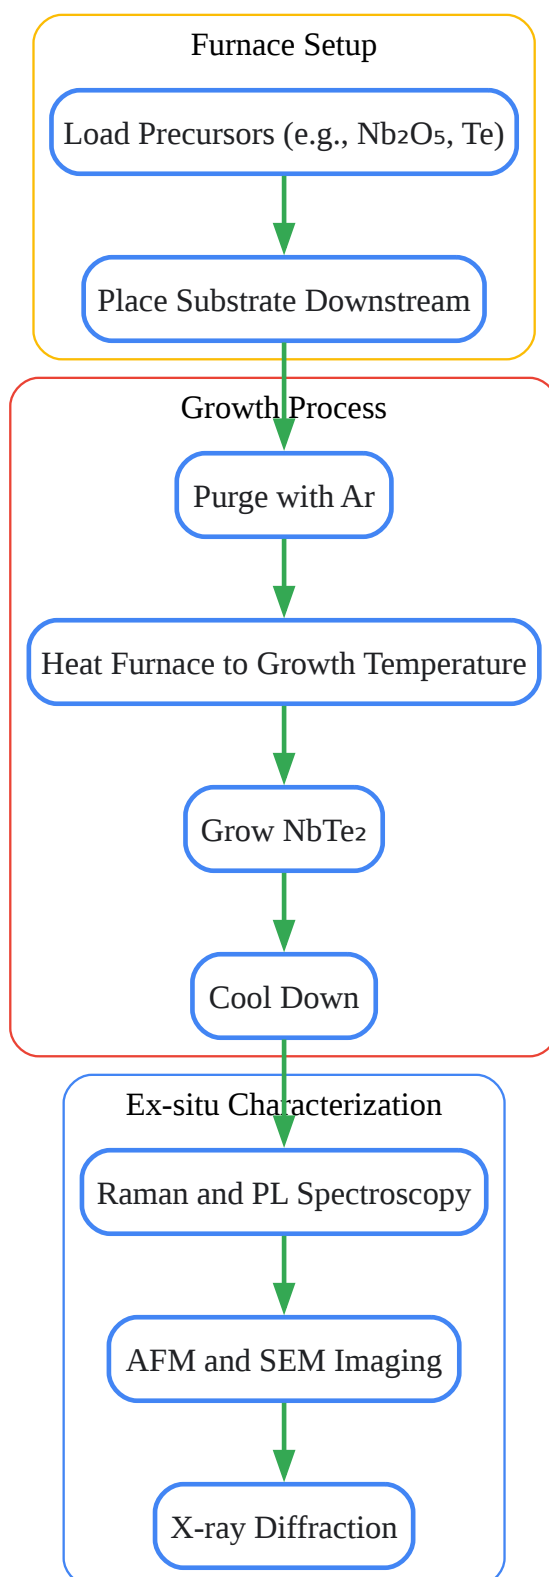 Furnace Setup
Load Precursors (e.g., Nb₂O₅, Te)
Place Substrate Downstream
Growth Process
Purge with Ar
Heat Furnace to Growth Temperature
Grow NbTe₂
Cool Down
Ex-situ Characterization
Raman and PL Spectroscopy
AFM and SEM Imaging
X-ray Diffraction